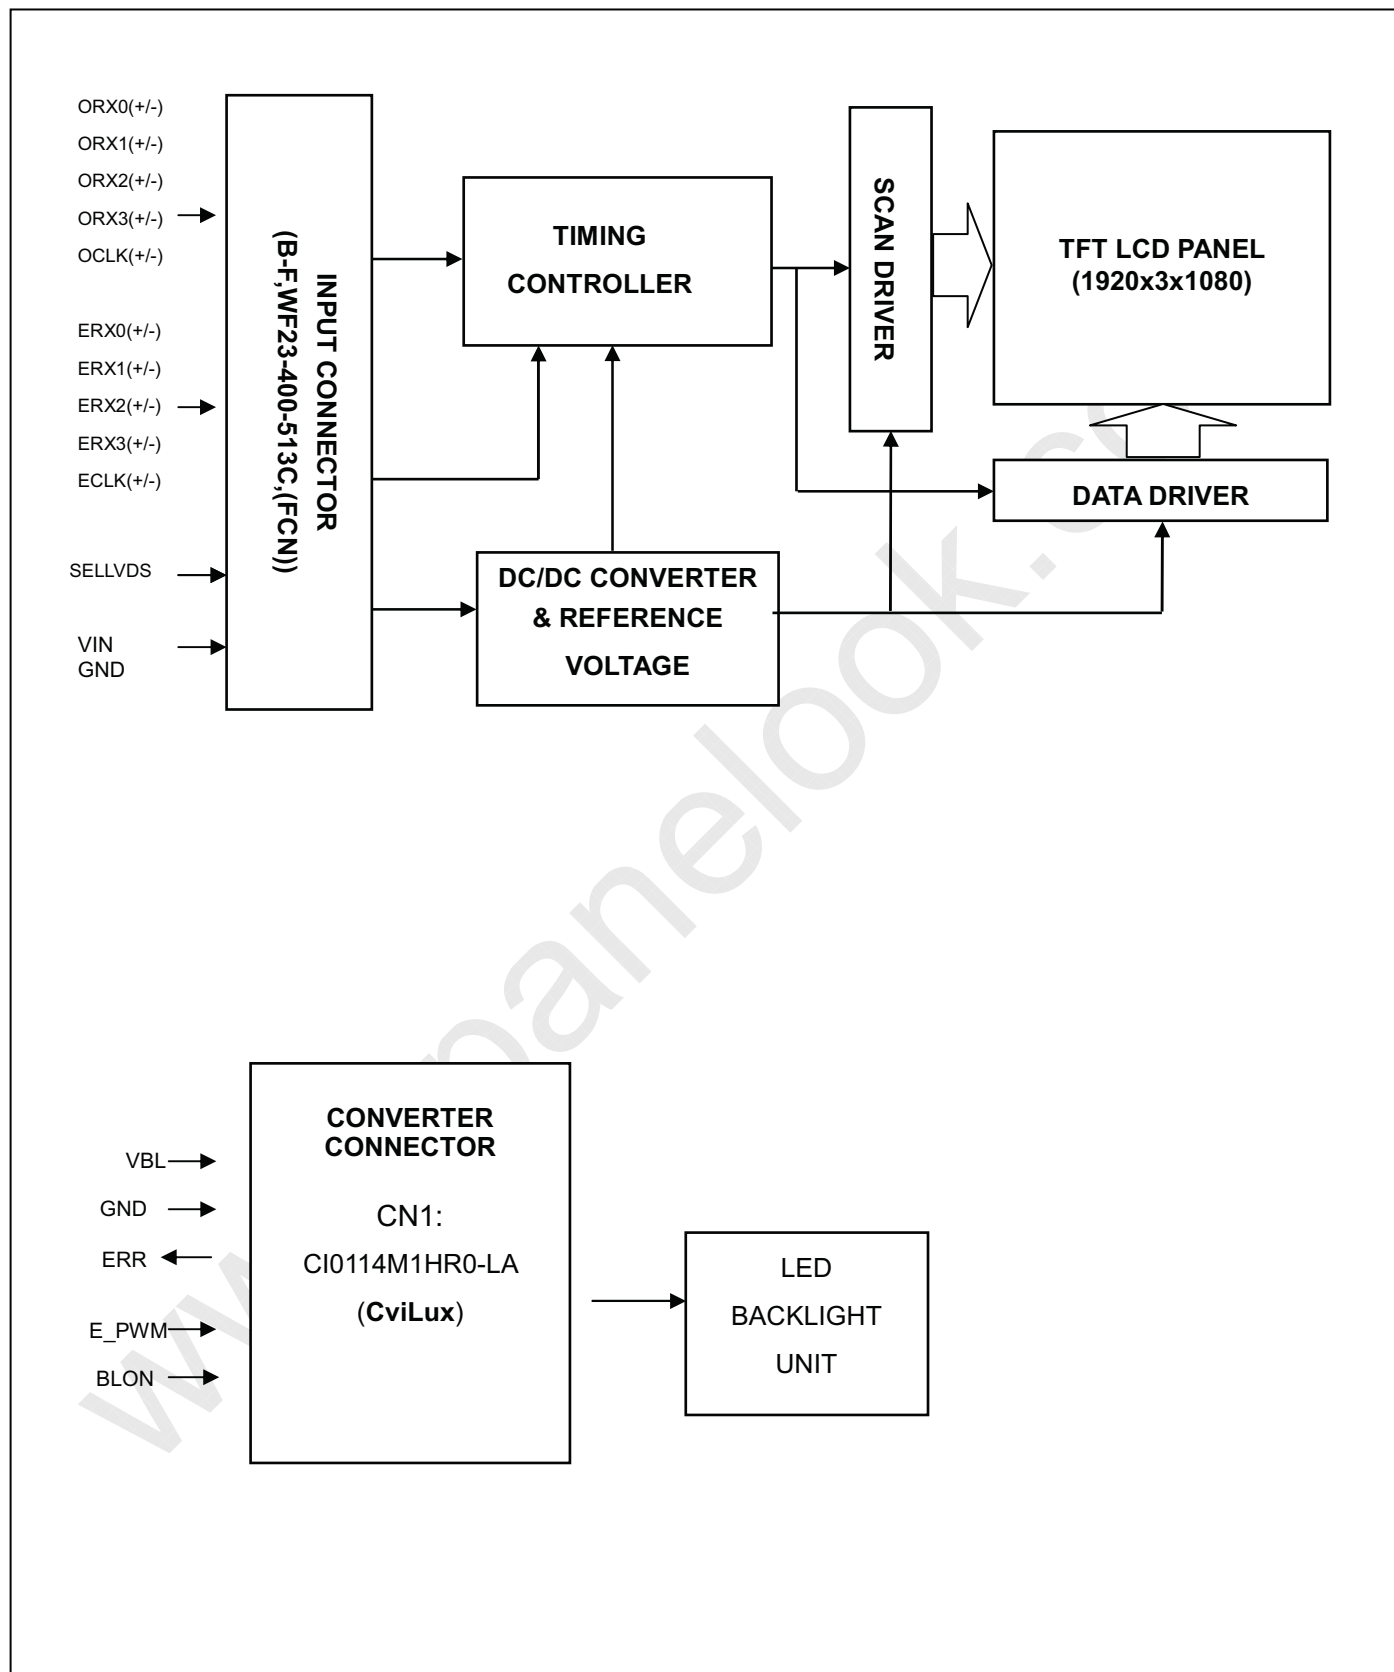 ORX0(+/-)
ORX1(+/-)
ORX2(+/-)
ORX3(+/-)
OCLK(+/-)
ERX0(+/-)
ERX1(+/-)
ERX2(+/-)
ERX3(+/-)
ECLK(+/-)
SELLVDS
VIN
GND
INPUT CONNECTOR
(B-F,WF23-400-513C,(FCN))
TIMING
CONTROLLER
DC/DC CONVERTER
& REFERENCE
VOLTAGE
SCAN DRIVER
TFT LCD PANEL
(1920x3x1080)
DATA DRIVER
VBL
GND
ERR
E_PWM
BLON
CONVERTER
CONNECTOR
CN1:
CI0114M1HR0-LA
(CviLux)
LED
BACKLIGHT
UNIT